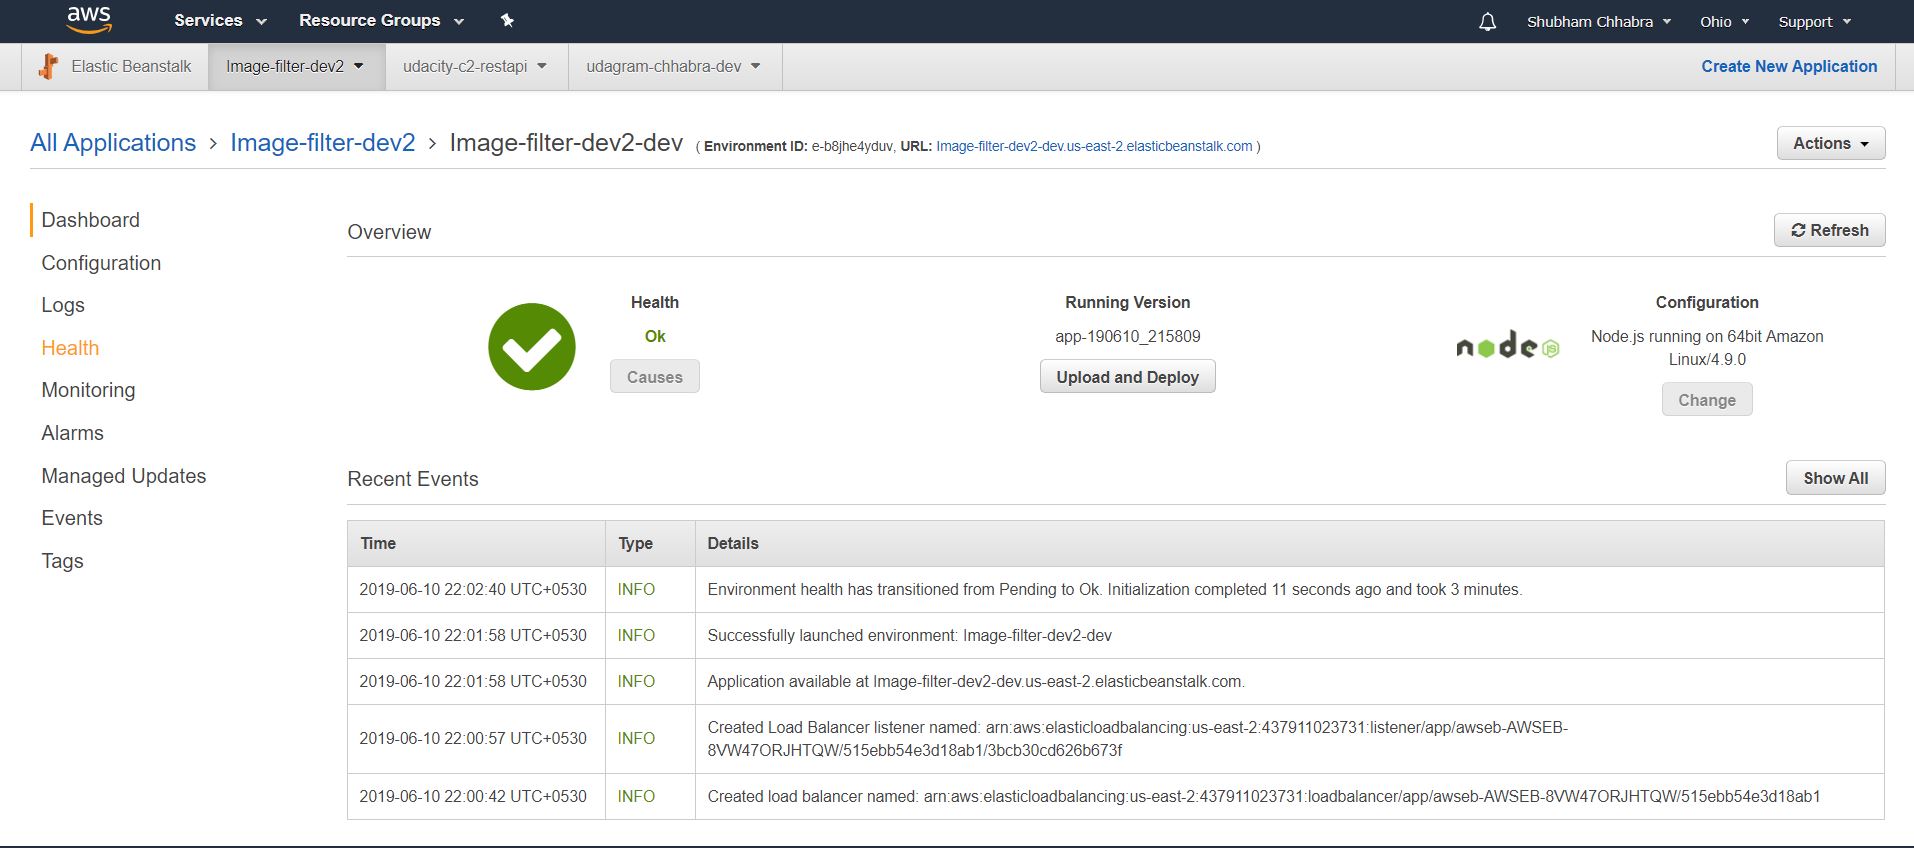 aws Services Resource Groups Shubham Chhabra Ohio Support
Elastic Beanstalk Image-filter-dev2 udacity-c2-restapi udagram-chhabra-dev Create New Application
All Applications > Image-filter-dev2 > Image-filter-dev2-dev ( Environment ID: e-b8jhe4yduv, URL: Image-filter-dev2-dev.us-east-2.elasticbeanstalk.com ) Actions
Dashboard
Configuration
Logs
Health
Monitoring
Alarms
Managed Updates
Events
Tags
Overview Refresh
Health
Ok
Causes
Running Version
app-190610_215809
Upload and Deploy
node js
Configuration
Node.js running on 64bit Amazon
Linux/4.9.0
Change
Recent Events Show All
Time Type Details
2019-06-10 22:02:40 UTC+0530 INFO Environment health has transitioned from Pending to Ok. Initialization completed 11 seconds ago and took 3 minutes.
2019-06-10 22:01:58 UTC+0530 INFO Successfully launched environment: Image-filter-dev2-dev
2019-06-10 22:01:58 UTC+0530 INFO Application available at Image-filter-dev2-dev.us-east-2.elasticbeanstalk.com.
2019-06-10 22:00:57 UTC+0530 INFO Created Load Balancer listener named: arn:aws:elasticloadbalancing:us-east-2:437911023731:listener/app/awseb-AWSEB-
8VW47ORJHTQW/515ebb54e3d18ab1/3bcb30cd626b673f
2019-06-10 22:00:42 UTC+0530 INFO Created load balancer named: arn:aws:elasticloadbalancing:us-east-2:437911023731:loadbalancer/app/awseb-AWSEB-8VW47ORJHTQW/515ebb54e3d18ab1